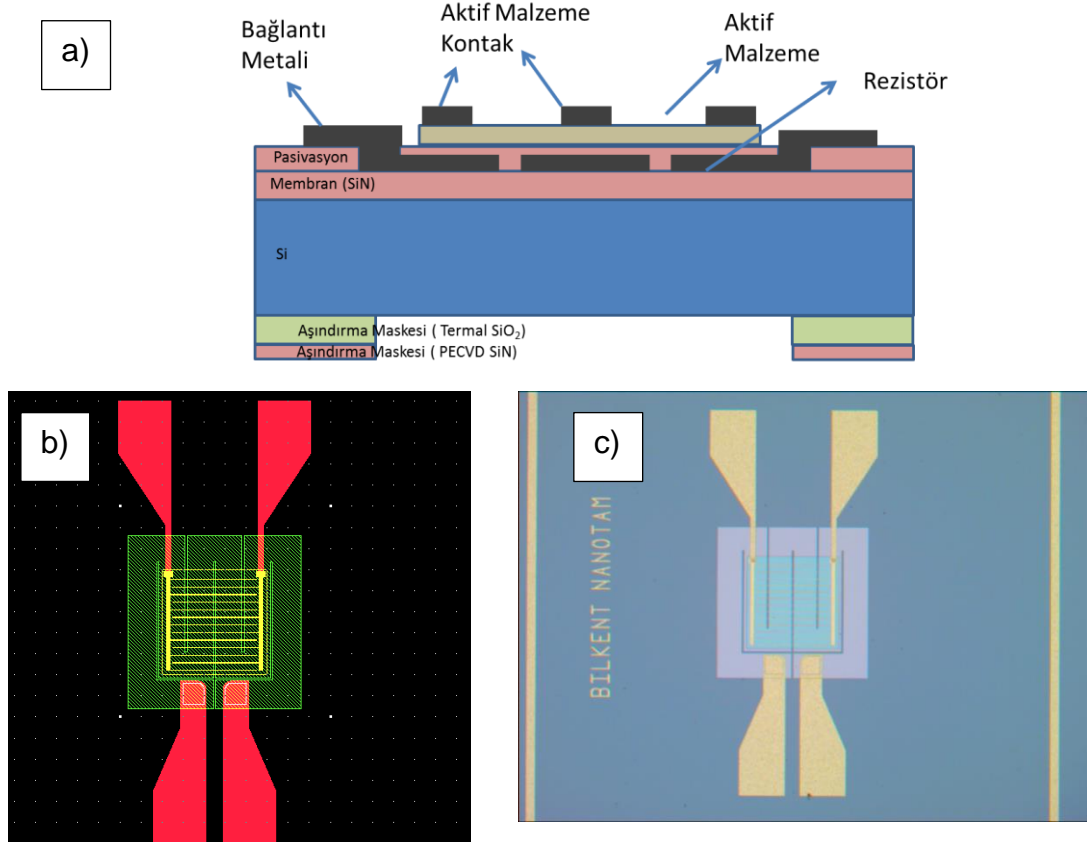 a)
Bağlantı
Metali
Aktif Malzeme
Kontak
Aktif
Malzeme
Rezistör
Pasivasyon
Membran (SiN)
Si
Aşındırma Maskesi ( Termal SiO₂)
Aşındırma Maskesi ( PECVD SiN)
b)
c)
BILKENT NANOTAM